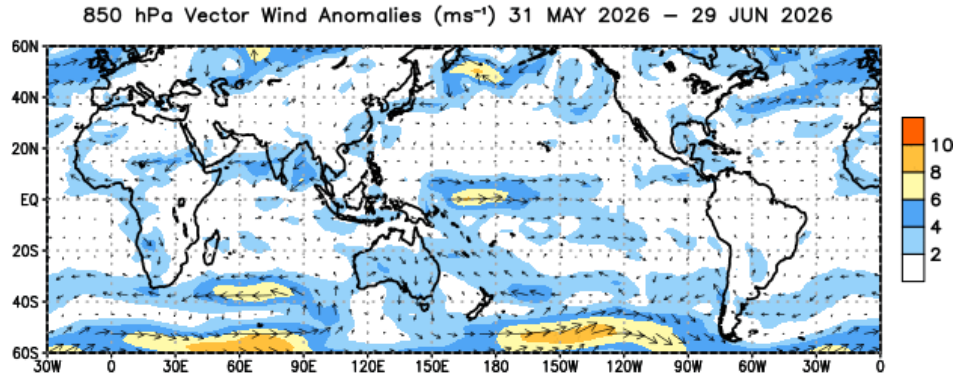 850 hPa Vector Wind Anomalies (ms⁻¹) 31 MAY 2026 – 29 JUN 2026
60N
40N
20N
EQ
20S
40S
60S
30W 0 30E 60E 90E 120E 150E 180 150W 120W 90W 60W 30W 0
10
8
6
4
2